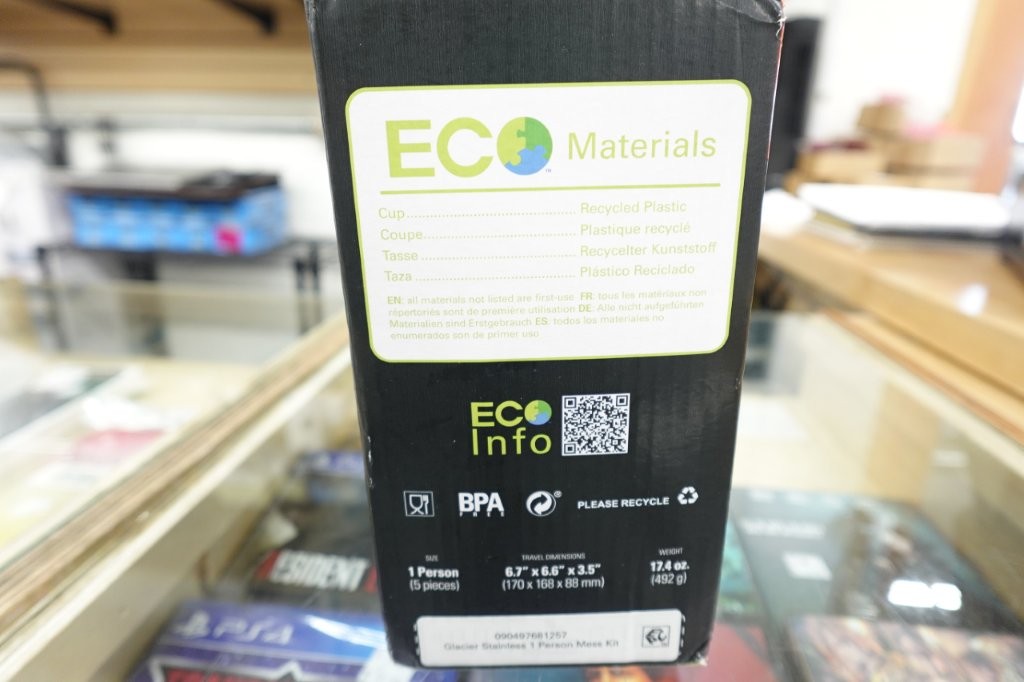 ECO Materials
Cup.......................................... Recycled Plastic
Coupe...................................... Plastique recyclé
Tasse ........................................ Recycelter Kunststoff
Taza .......................................... Plástico Reciclado
EN: all materials not listed are first-use FR: tous les matériaux non
répertoriés sont de première utilisation DE: Alle nicht aufgeführten
Materialien sind Erstgebrauch ES: todos los materiales no
enumerados son de primer uso
ECO
Info
BPA
FREE
PLEASE RECYCLE
SIZE
1 Person
(5 pieces)
TRAVEL DIMENSIONS
6.7" x 6.6" x 3.5"
(170 x 168 x 88 mm)
WEIGHT
17.4 oz.
(492 g)
090497681257
Glacier Stainless 1 Person Mess Kit
RESIDENT
PS4